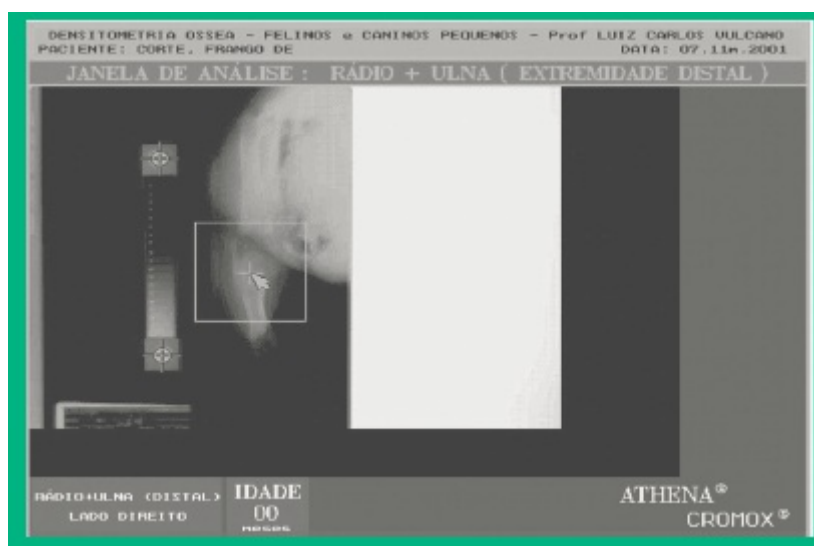 DENSITOMETRIA OSSEA - FELINOS e CANINOS PEQUENOS - Prof LUIZ CARLOS VULCANO
PACIENTE: CORTE, FRANGO DE DATA: 07.11m.2001
JANELA DE ANÁLISE : RÁDIO + ULNA ( EXTREMIDADE DISTAL )
RÁDIO+ULNA (DISTAL)
LADO DIREITO
IDADE
00
meses
ATHENA®
CROMOX®